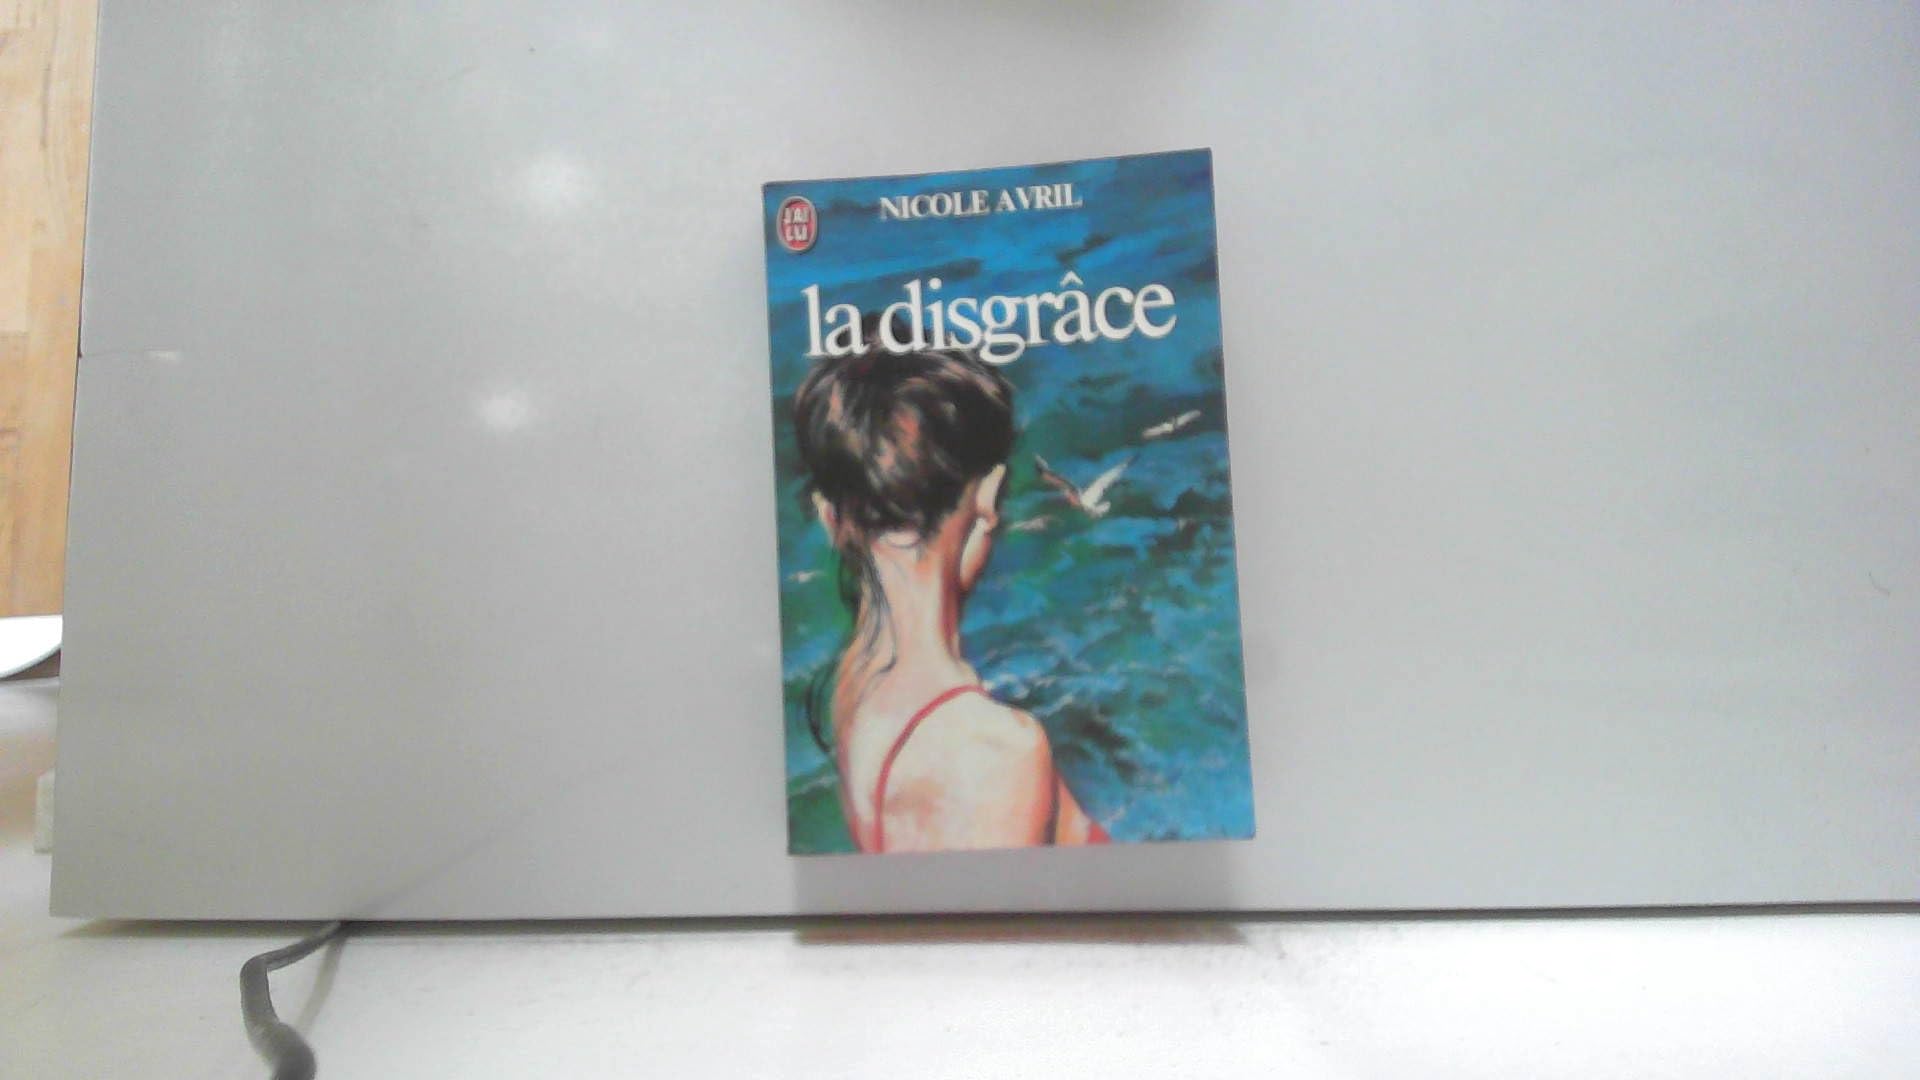 NICOLE AVRIL
J'AI
LU
la disgrâce